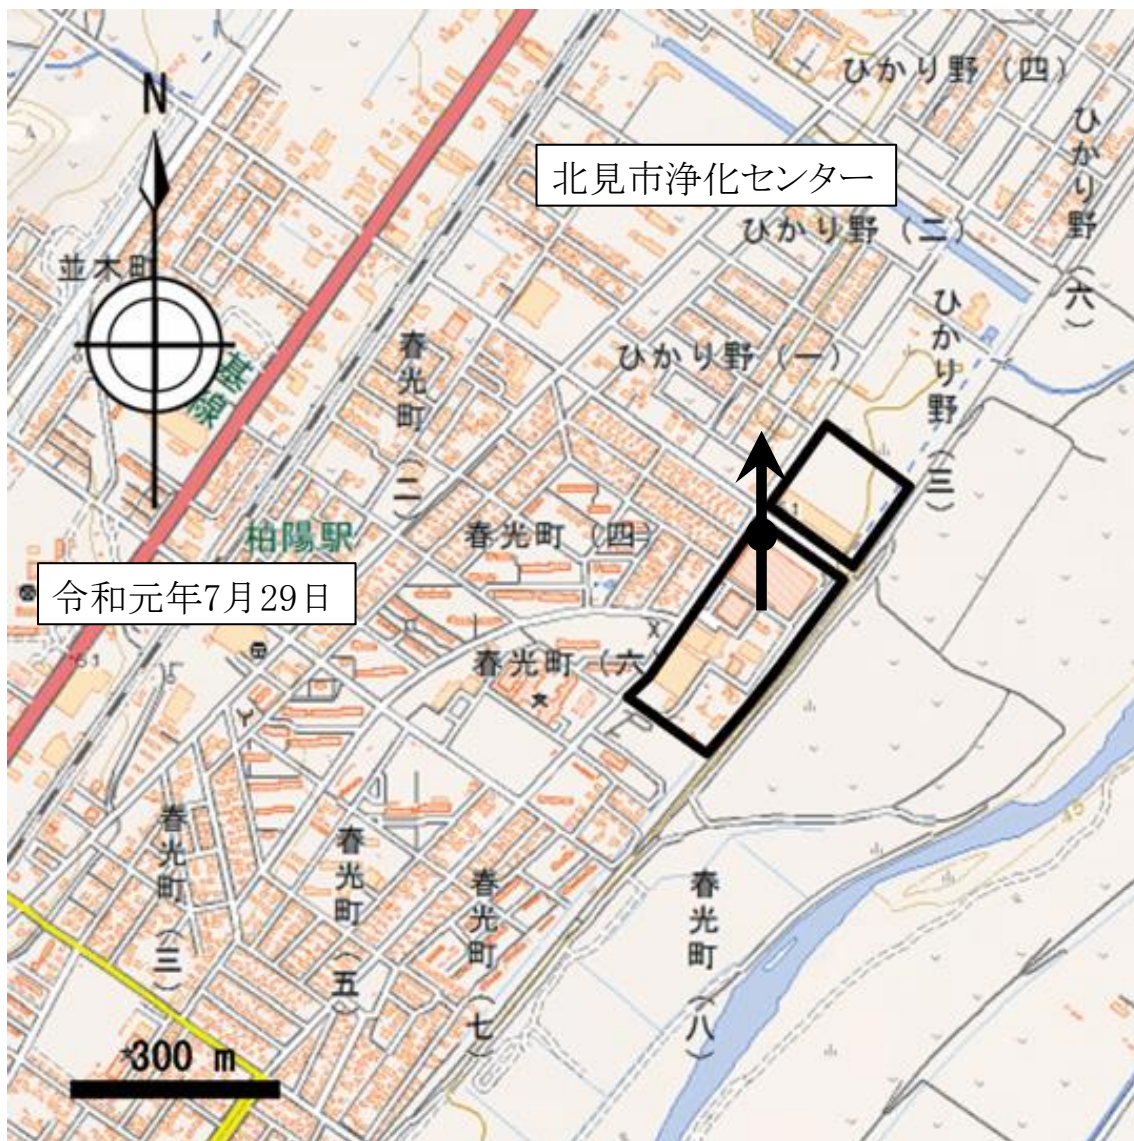 ひかり野（四）
N
ひかり野（六）
北見市浄化センター
ひかり野（二）
並木町
ひかり野（三）
春光町（二）
ひかり野（一）
基線
柏陽駅
春光町（四）
令和元年7月29日
春光町（六）
春光町（三）
春光町（五）
春光町（七）
春光町（八）
300 m